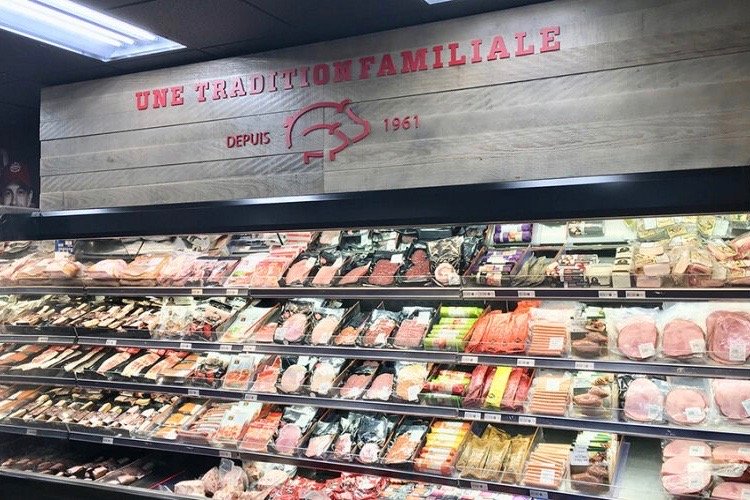 UNE TRADITION FAMILIALE
DEPUIS 1961